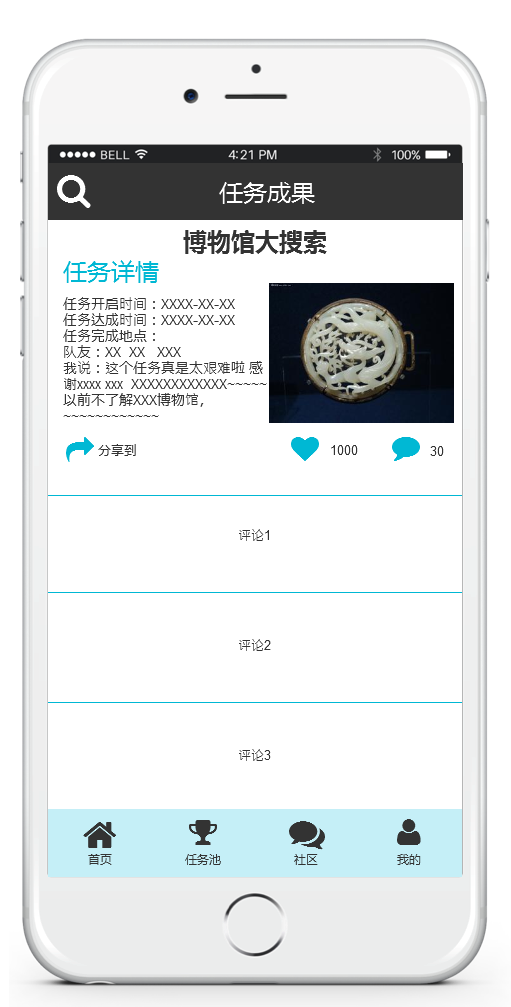 ●●●●● BELL 4:21 PM 100%
任务成果
博物馆大搜索
任务详情
任务开启时间：XXXX-XX-XX
任务达成时间：XXXX-XX-XX
任务完成地点：
队友：XX XX XXX
我说：这个任务真是太艰难啦 感
谢xxxx xxx XXXXXXXXXXXX~~~~~
以前不了解XXX博物馆，
~~~~~~~~~~~~
分享到 1000 30
评论1
评论2
评论3
首页 任务池 社区 我的